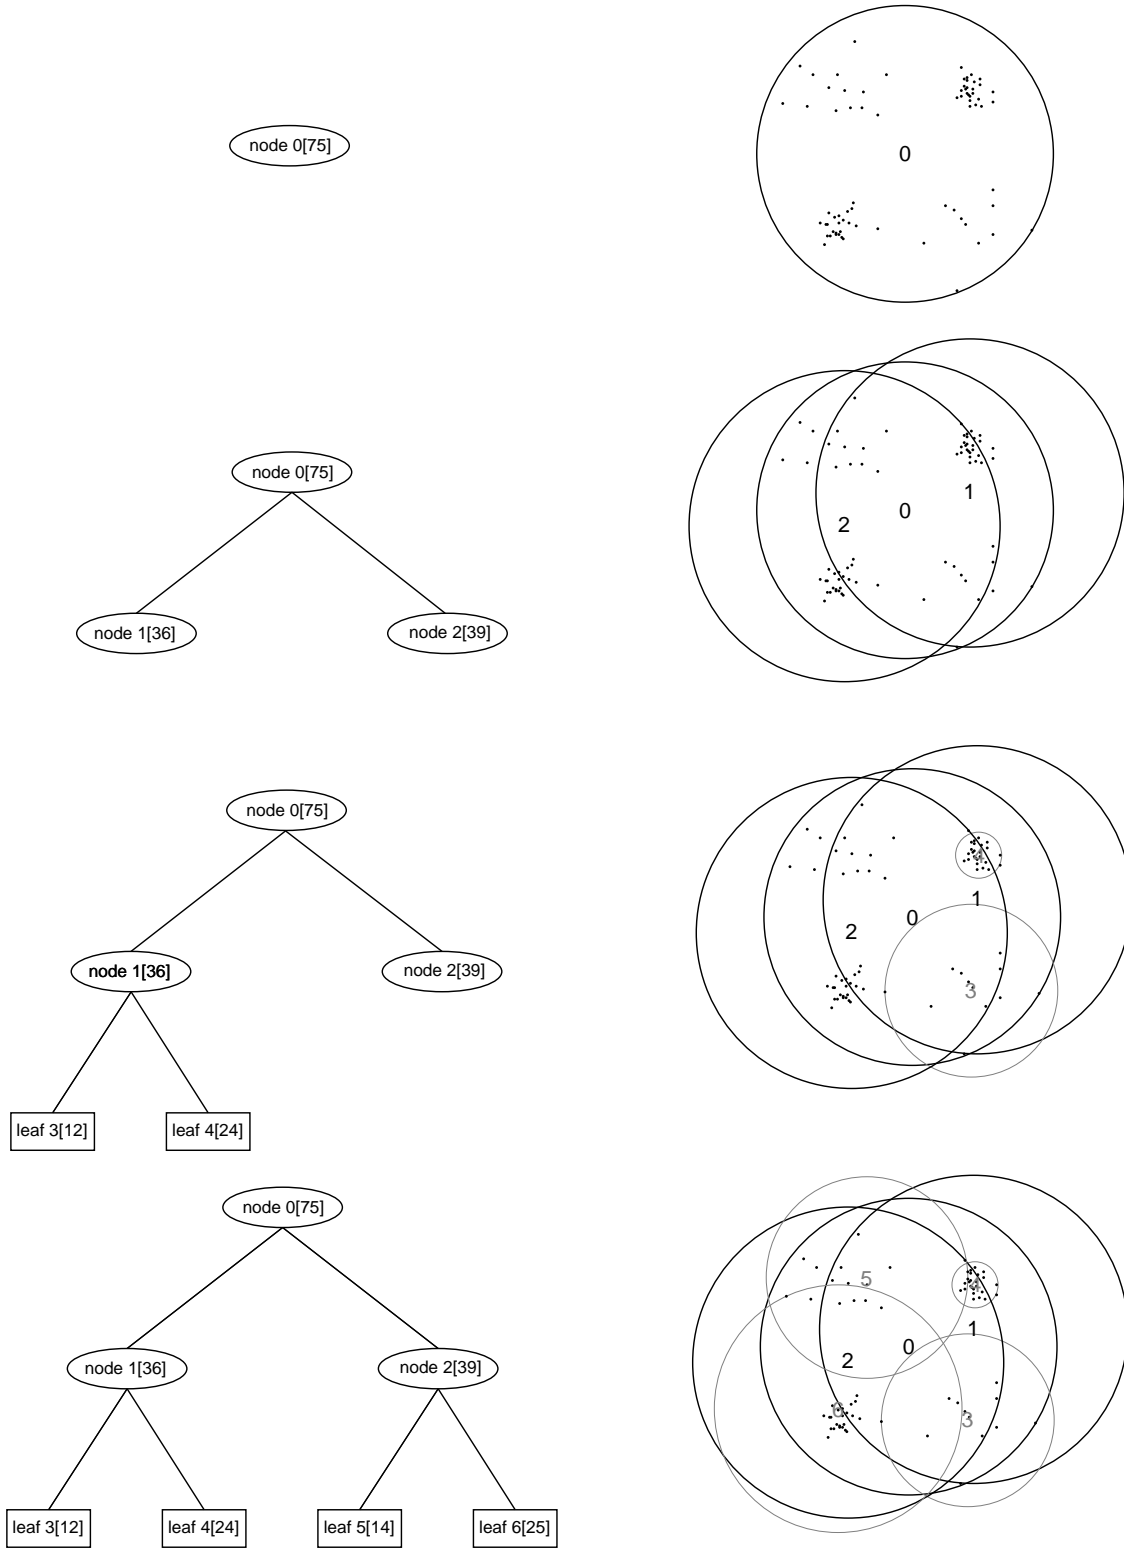 node 0[75]
0
node 0[75]
node 1[36]
node 2[39]
1
0
2
node 0[75]
node 1[36]
node 2[39]
leaf 3[12]
leaf 4[24]
4
1
0
2
3
node 0[75]
node 1[36]
node 2[39]
leaf 3[12]
leaf 4[24]
leaf 5[14]
leaf 6[25]
5
4
1
0
2
6
3